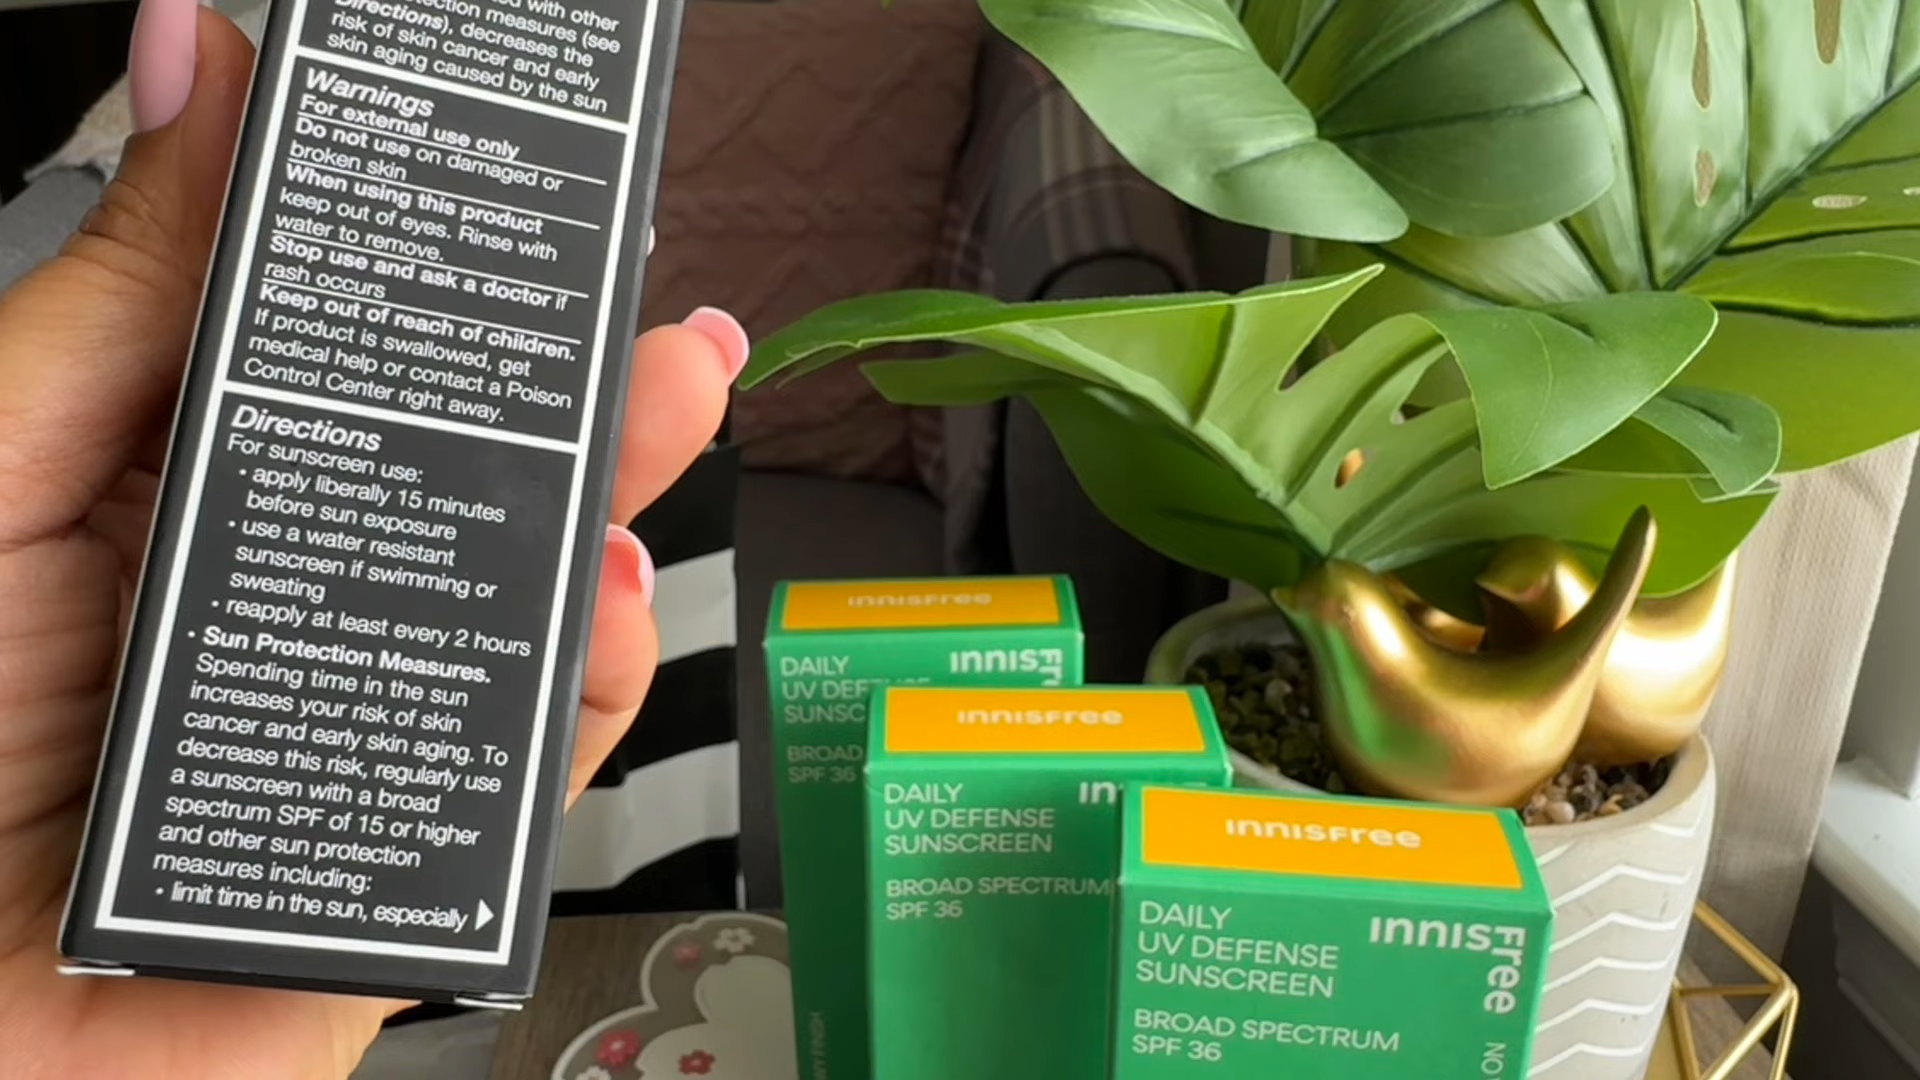 with other
protection measures (see
Directions), decreases the
risk of skin cancer and early
skin aging caused by the sun
Warnings
For external use only
Do not use on damaged or
broken skin
When using this product
keep out of eyes. Rinse with
water to remove.
Stop use and ask a doctor if
rash occurs
Keep out of reach of children.
If product is swallowed, get
medical help or contact a Poison
Control Center right away.
Directions
For sunscreen use:
• apply liberally 15 minutes
before sun exposure
• use a water resistant
sunscreen if swimming or
sweating
• reapply at least every 2 hours
• Sun Protection Measures.
Spending time in the sun
increases your risk of skin
cancer and early skin aging. To
decrease this risk, regularly use
a sunscreen with a broad
spectrum SPF of 15 or higher
and other sun protection
measures including:
• limit time in the sun, especially
innisfree
DAILY
UV DEFENSE
SUNSC
BROAD
SPF 36
innisfr
innisfree
DAILY
UV DEFENSE
SUNSCREEN
BROAD SPECTRUM
SPF 36
in
innisfree
DAILY
UV DEFENSE
SUNSCREEN
BROAD SPECTRUM
SPF 36
innisfree
NO